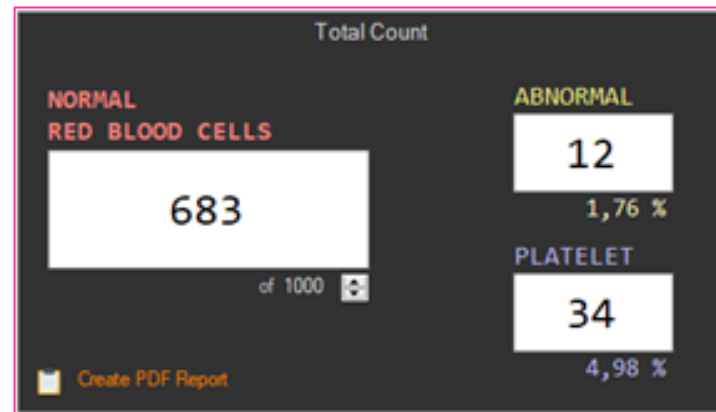 Total Count
NORMAL
RED BLOOD CELLS
683
of 1000
ABNORMAL
12
1,76 %
PLATELET
34
4,98 %
Create PDF Report